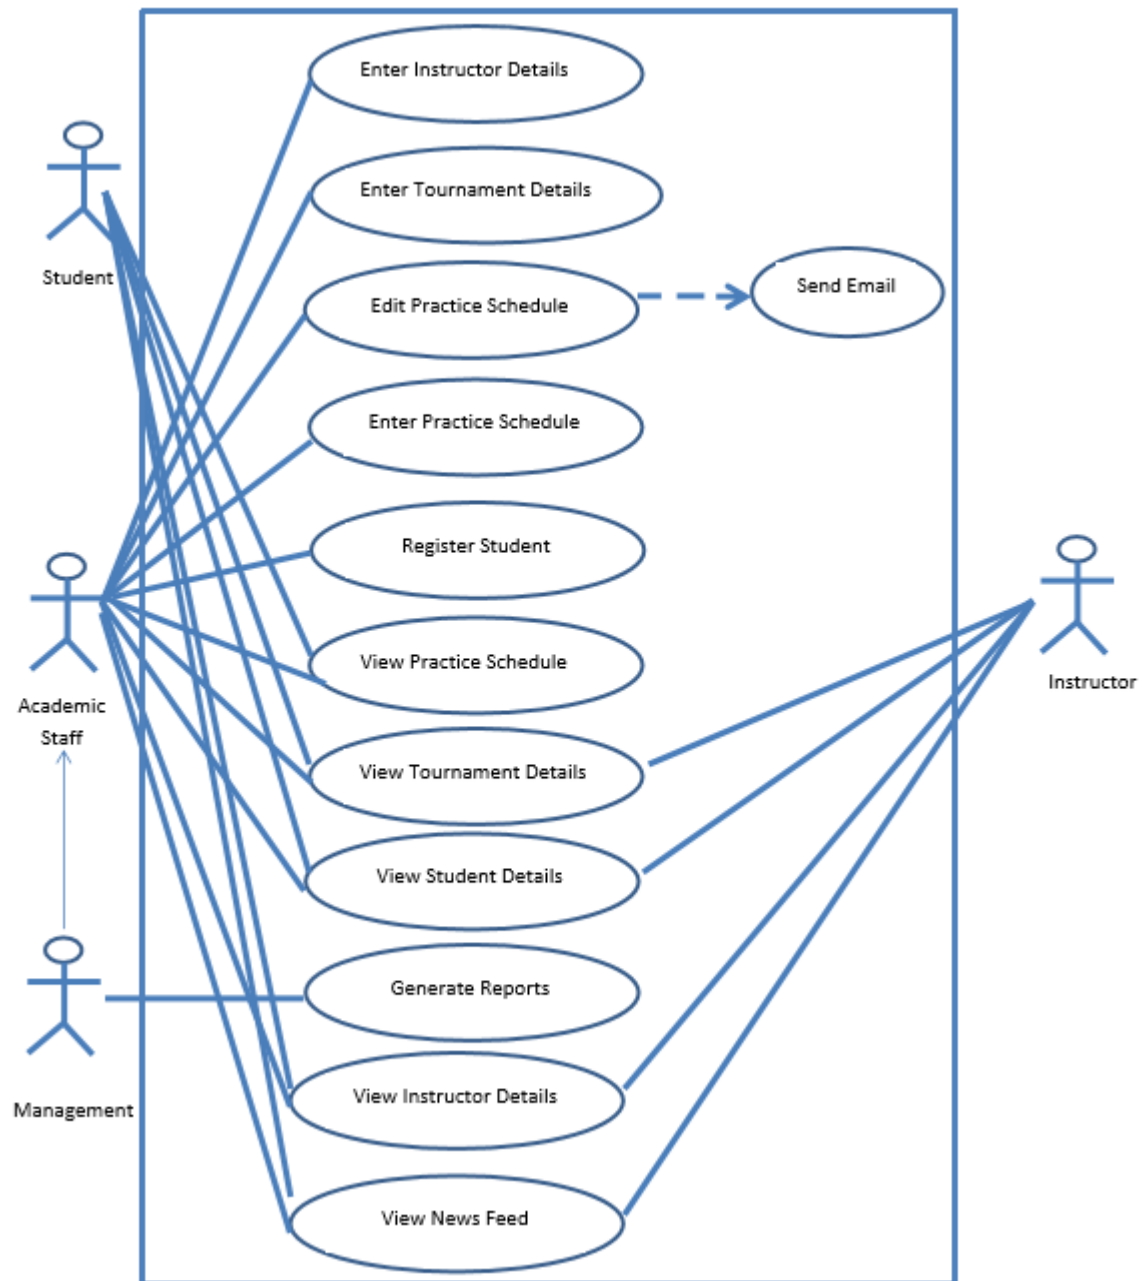 Enter Instructor Details
Enter Tournament Details
Student
Edit Practice Schedule
Send Email
Enter Practice Schedule
Register Student
View Practice Schedule
Instructor
Academic
Staff
View Tournament Details
View Student Details
Generate Reports
View Instructor Details
Management
View News Feed